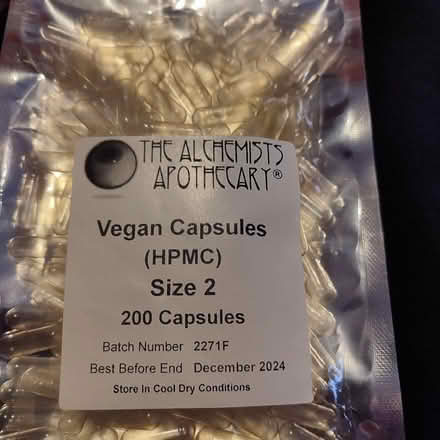 THE ALCHEMISTS
APOTHECARY®
Vegan Capsules
(HPMC)
Size 2
200 Capsules
Batch Number 2271F
Best Before End December 2024
Store In Cool Dry Conditions